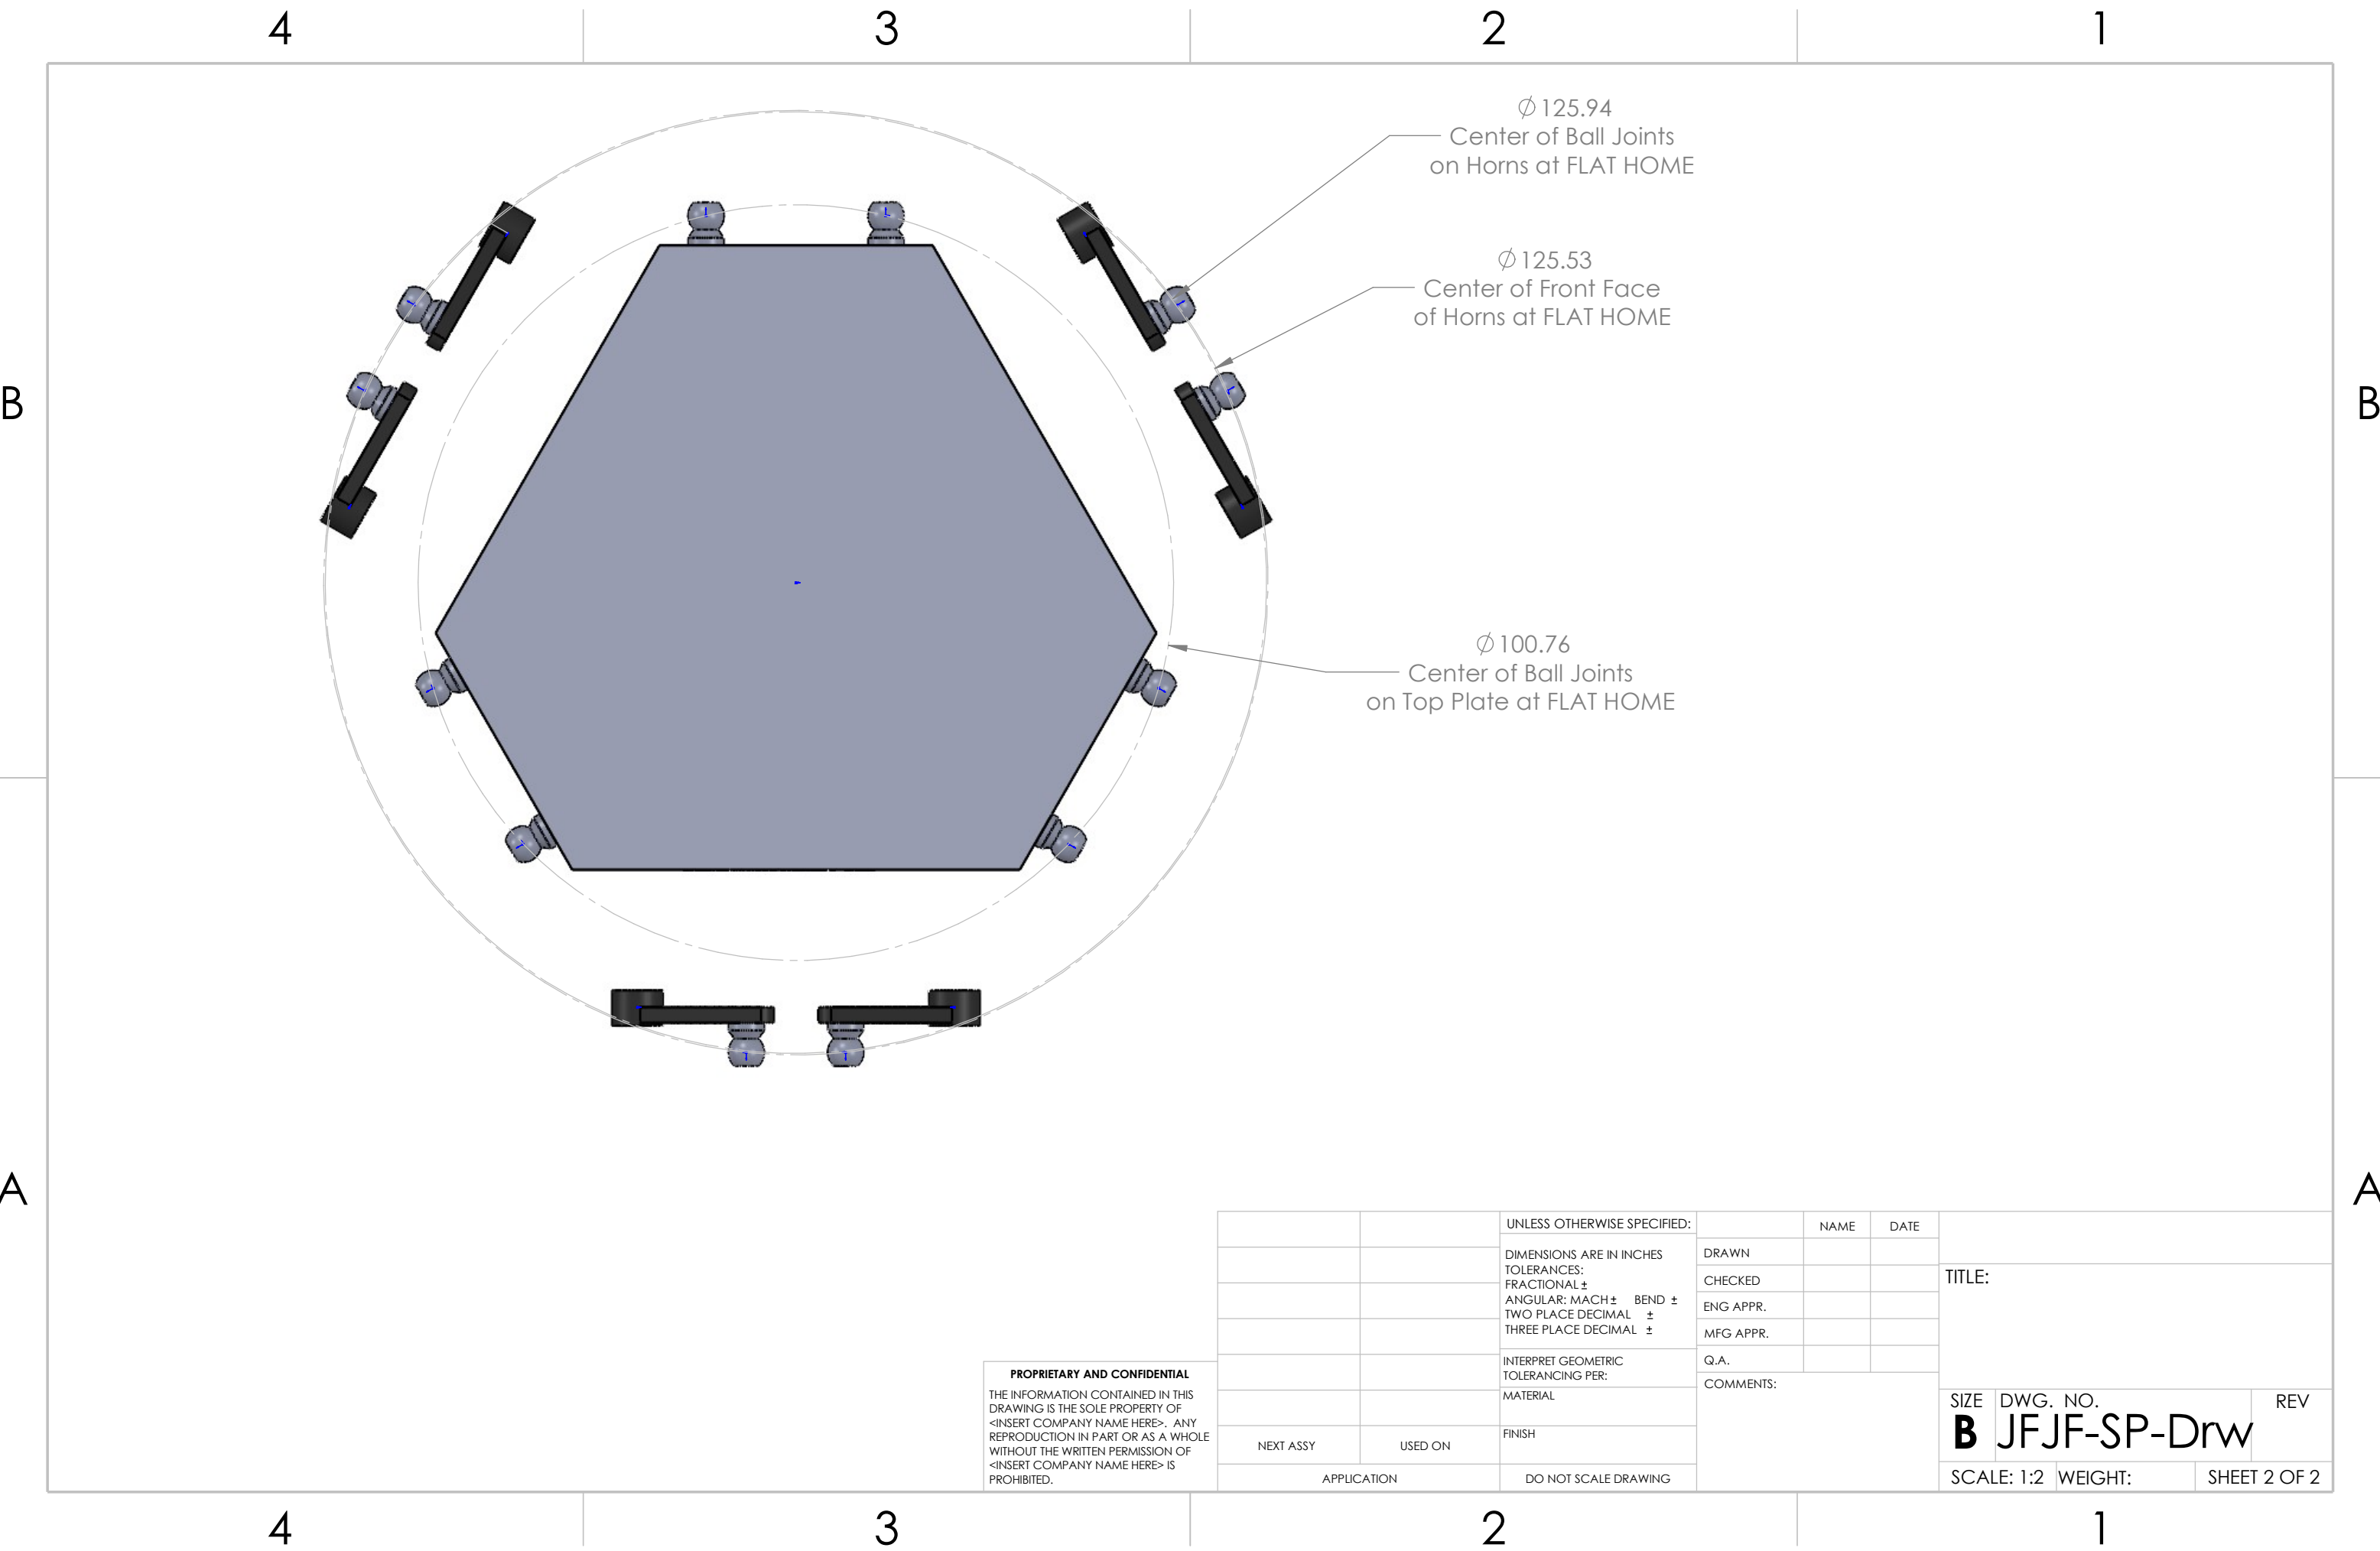 4 3 2 1
⌀125.94
Center of Ball Joints
on Horns at FLAT HOME
⌀125.53
Center of Front Face
of Horns at FLAT HOME
B B
⌀100.76
Center of Ball Joints
on Top Plate at FLAT HOME
A A
PROPRIETARY AND CONFIDENTIAL
THE INFORMATION CONTAINED IN THIS
DRAWING IS THE SOLE PROPERTY OF
<INSERT COMPANY NAME HERE>. ANY
REPRODUCTION IN PART OR AS A WHOLE
WITHOUT THE WRITTEN PERMISSION OF
<INSERT COMPANY NAME HERE> IS
PROHIBITED.
NEXT ASSY USED ON
APPLICATION
UNLESS OTHERWISE SPECIFIED:
DIMENSIONS ARE IN INCHES
TOLERANCES:
FRACTIONAL ±
ANGULAR: MACH ± BEND ±
TWO PLACE DECIMAL ±
THREE PLACE DECIMAL ±
INTERPRET GEOMETRIC
TOLERANCING PER:
MATERIAL
FINISH
DO NOT SCALE DRAWING
NAME DATE
DRAWN
CHECKED
ENG APPR.
MFG APPR.
Q.A.
COMMENTS:
TITLE:
SIZE DWG. NO. REV
B JFJF-SP-Drw
SCALE: 1:2 WEIGHT: SHEET 2 OF 2
4 3 2 1